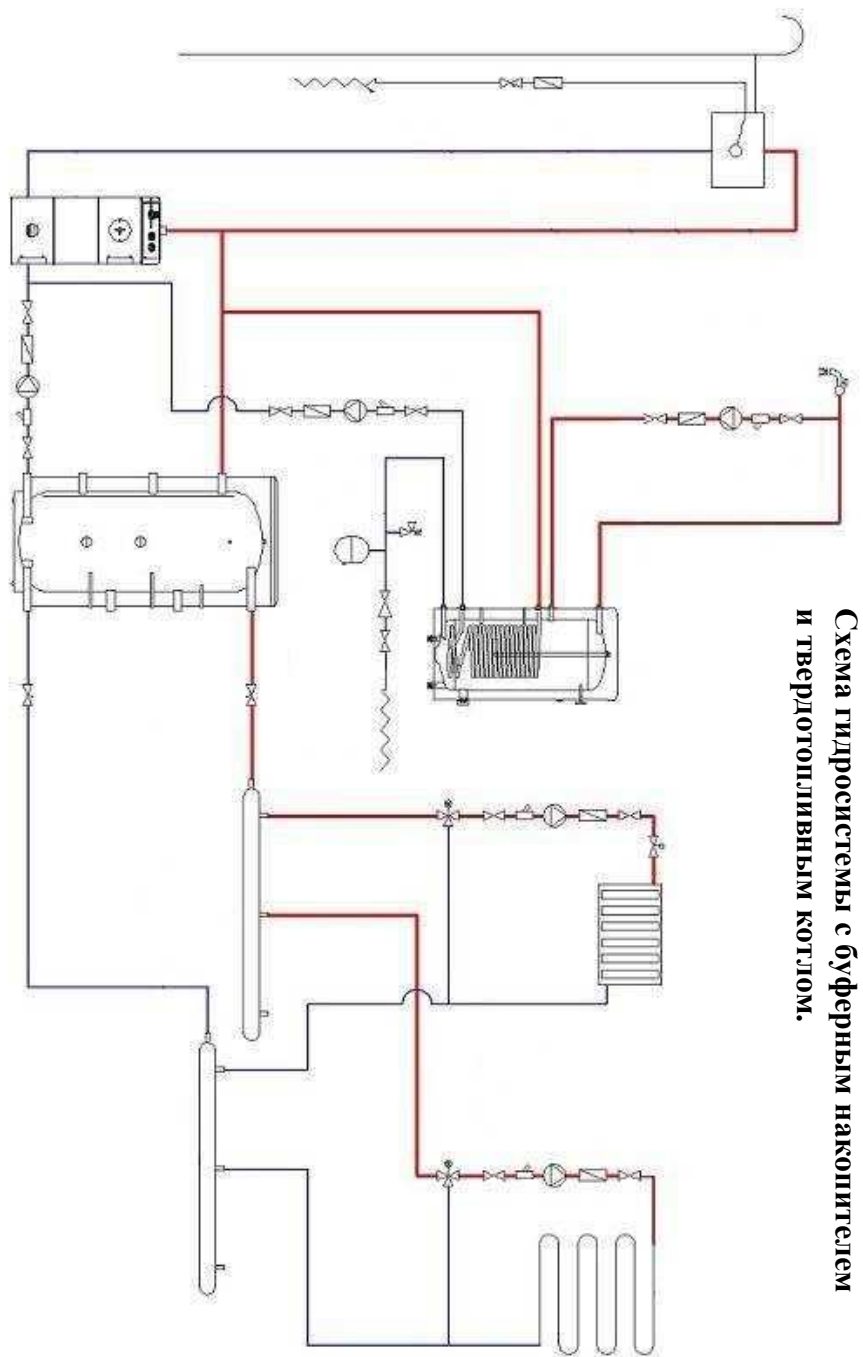 Схема гидросистемы с буферным накопителем
и твердотопливным котлом.